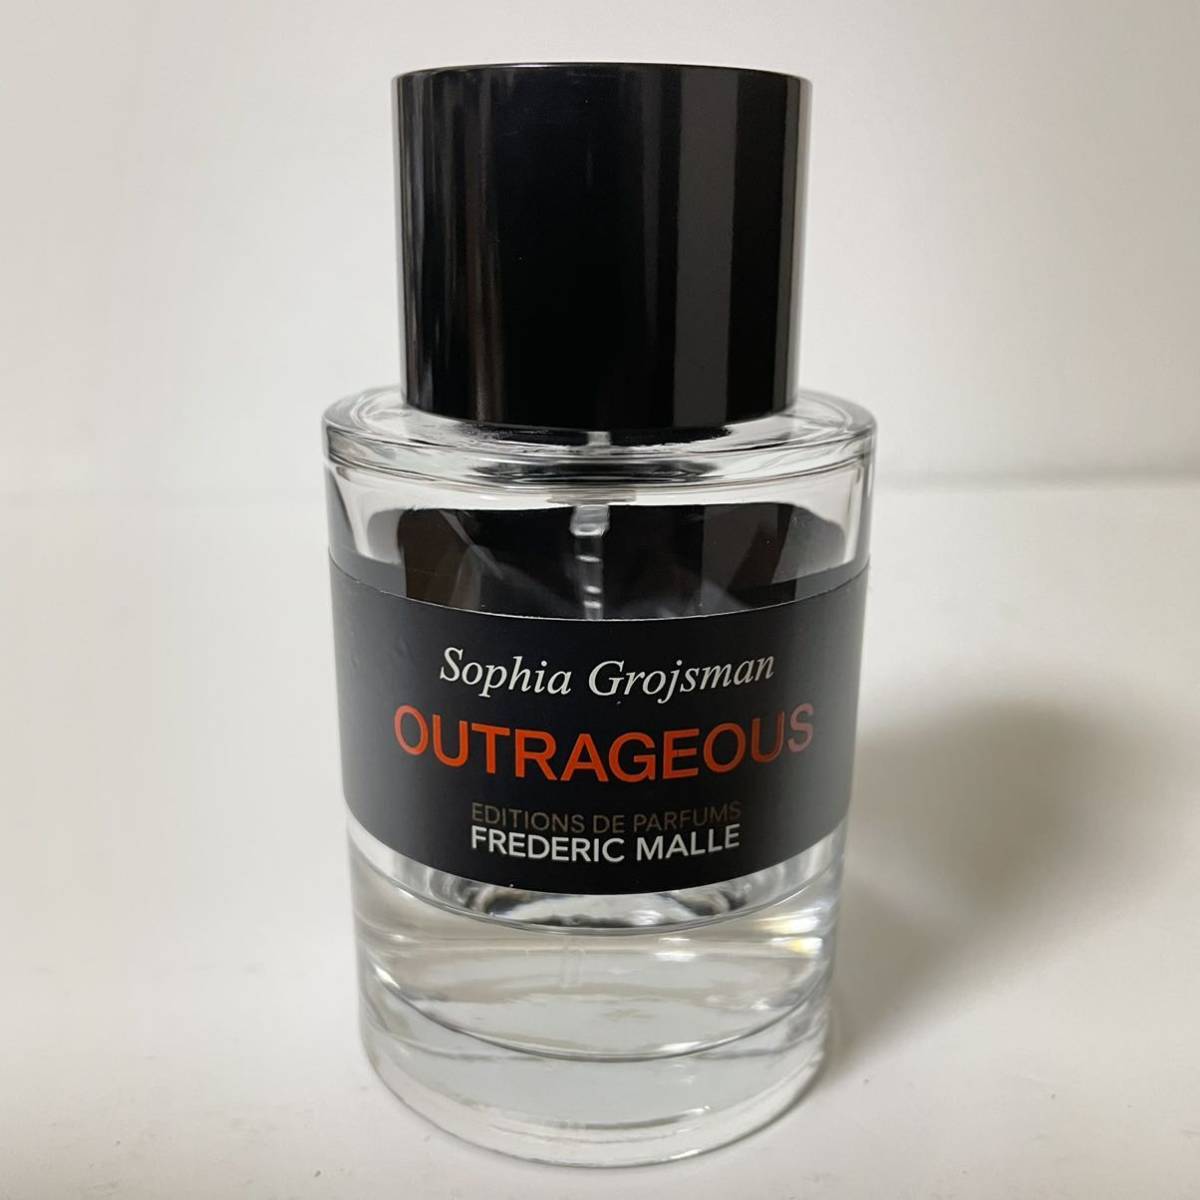 Sophia Grojsman
OUTRAGEOUS
EDITIONS DE PARFUMS
FREDERIC MALLE